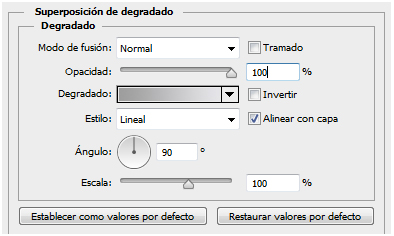 Superposición de degradado
Degradado
Modo de fusión: Normal Tramado
Opacidad: 100 %
Degradado: Invertir
Estilo: Lineal Alinear con capa
Ángulo: 90 °
Escala: 100 %
Establecer como valores por defecto Restaurar valores por defecto